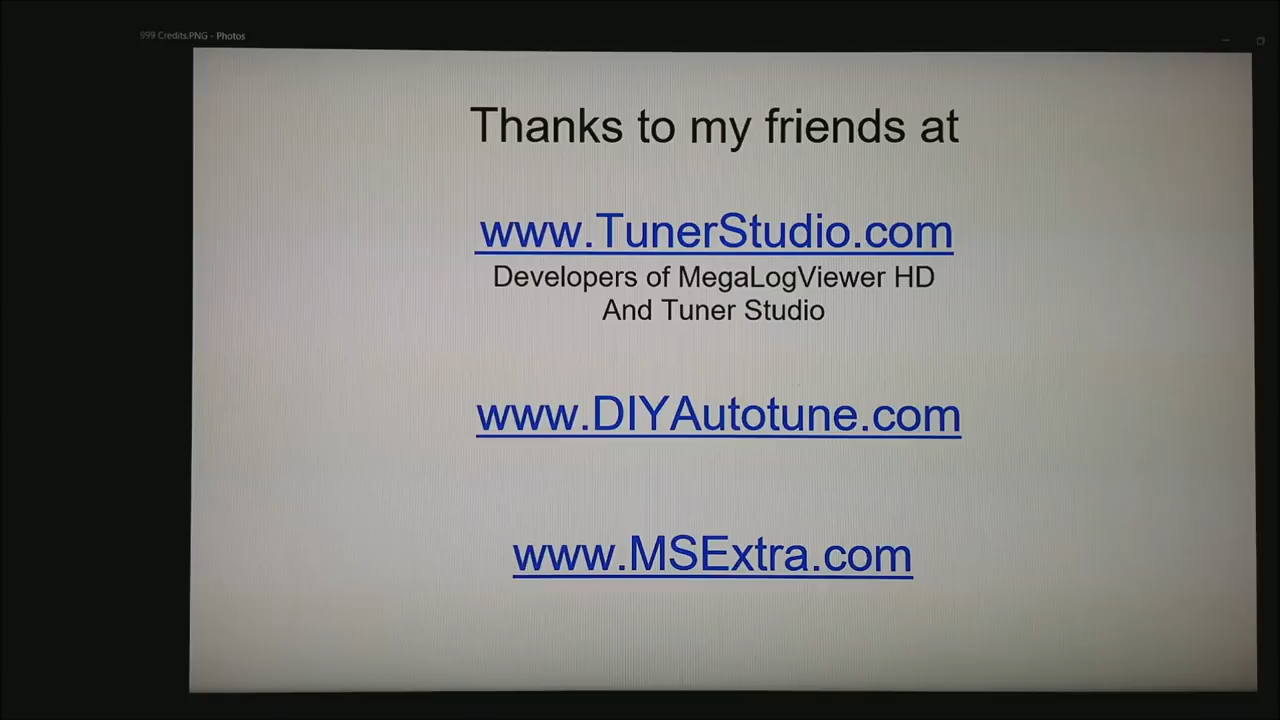 999 Credits.PNG - Photos
Thanks to my friends at
www.TunerStudio.com
Developers of MegaLogViewer HD
And Tuner Studio
www.DIYAutotune.com
www.MSExtra.com